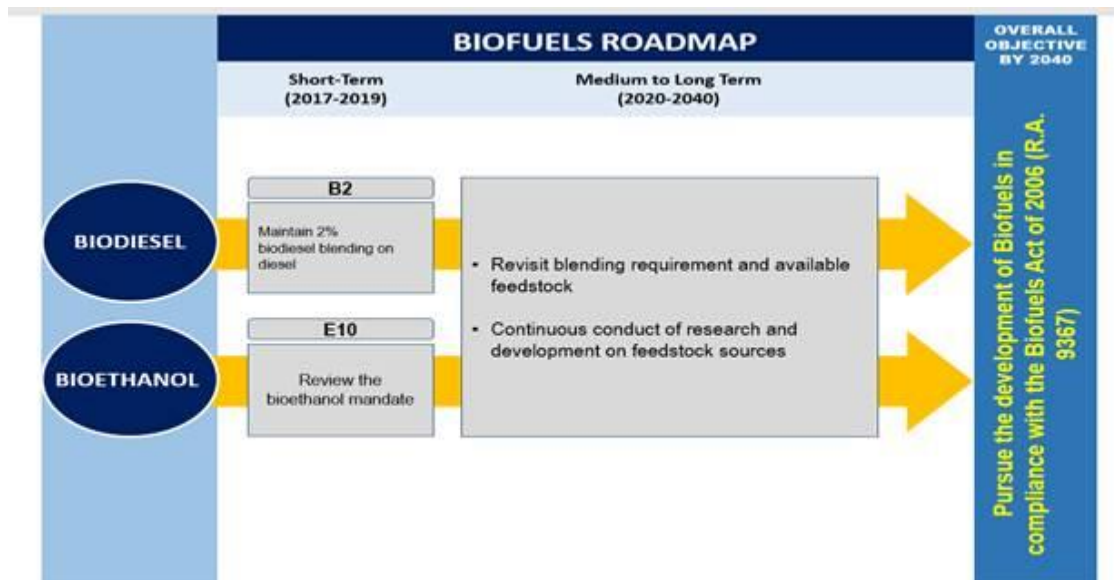 BIOFUELS ROADMAP
OVERALL
OBJECTIVE
BY 2040
Short-Term
(2017-2019)
Medium to Long Term
(2020-2040)
BIODIESEL
B2
Maintain 2%
biodiesel blending on
diesel
BIOETHANOL
E10
Review the
bioethanol mandate
• Revisit blending requirement and available
feedstock
• Continuous conduct of research and
development on feedstock sources
Pursue the development of Biofuels in
compliance with the Biofuels Act of 2006 (R.A.
9367)